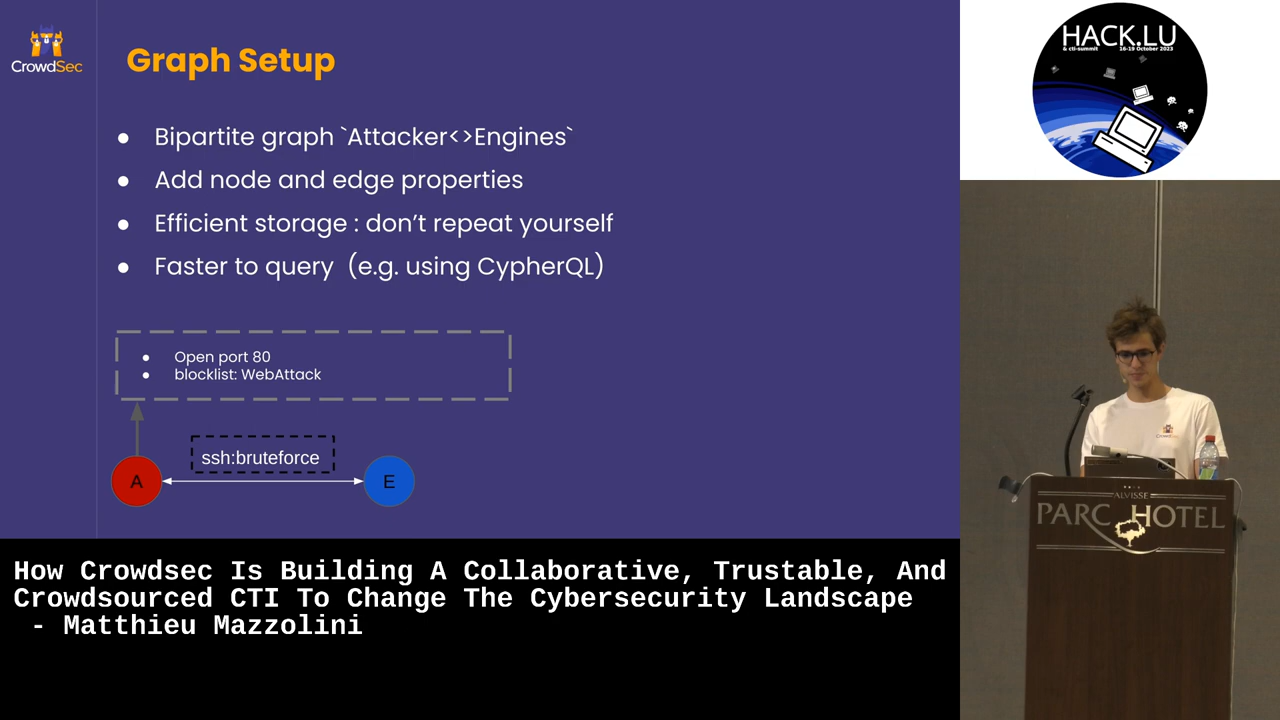 CrowdSec
Graph Setup
● Bipartite graph `Attacker<>Engines`
● Add node and edge properties
● Efficient storage : don't repeat yourself
● Faster to query (e.g. using CypherQL)
● Open port 80
● blocklist: WebAttack
ssh:bruteforce
A
E
How Crowdsec Is Building A Collaborative, Trustable, And
Crowdsourced CTI To Change The Cybersecurity Landscape
- Matthieu Mazzolini
HACK.LU
& cti-summit 16-19 October 2023
CrowdSec
ALVISSE
PARC HOTEL